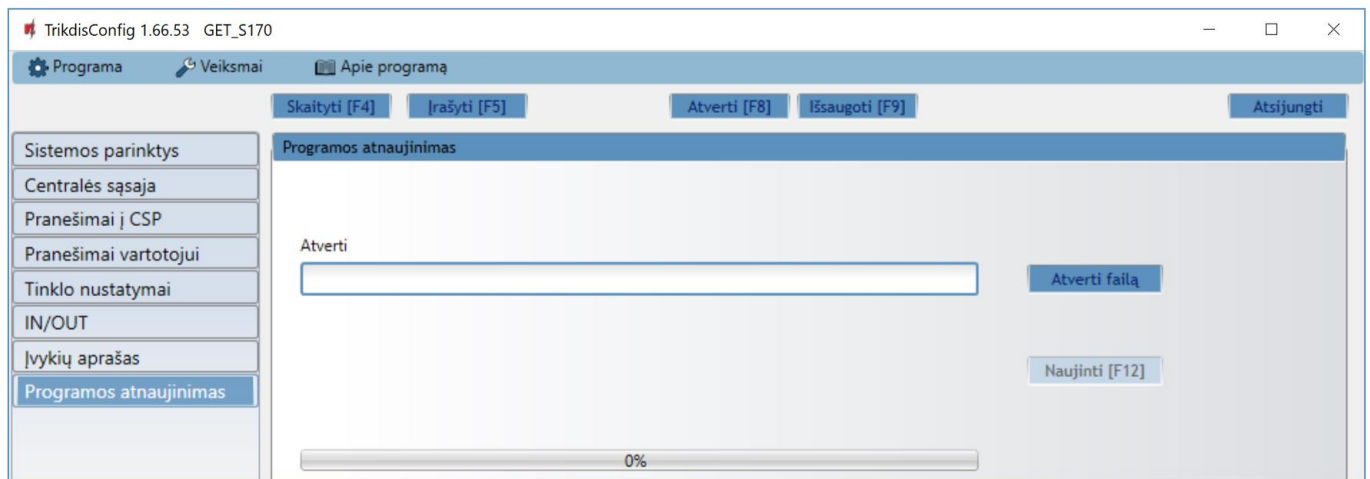 TrikdisConfig 1.66.53 GET_S170
Programa Veiksmai Apie programą
Skaityti [F4] Įrašyti [F5] Atverti [F8] Išsaugoti [F9] Atsijungti
Sistemos parinktys
Centralės sąsaja
Pranešimai į CSP
Pranešimai vartotojui
Tinklo nustatymai
IN/OUT
Įvykių aprašas
Programos atnaujinimas
Programos atnaujinimas
Atverti
Atverti failą
Naujinti [F12]
0%